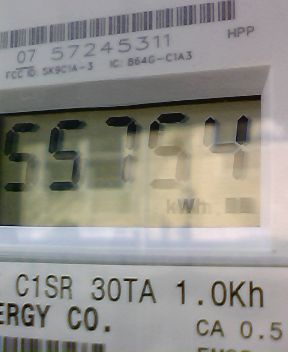 HPP
07 57245311
FCC ID: SK9C1A-3 IC: 864G-C1A3
55754
kWh
C1SR 30TA 1.0Kh
ERGY CO.
CA 0.5